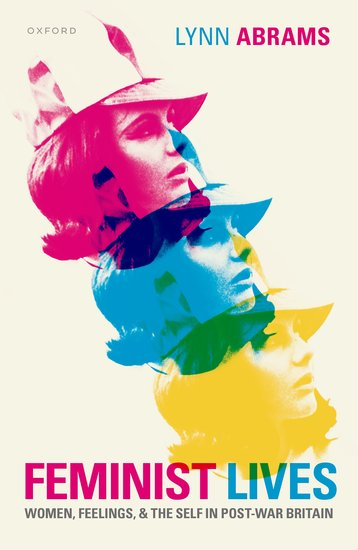 OXFORD
LYNN ABRAMS
FEMINIST LIVES
WOMEN, FEELINGS, & THE SELF IN POST-WAR BRITAIN